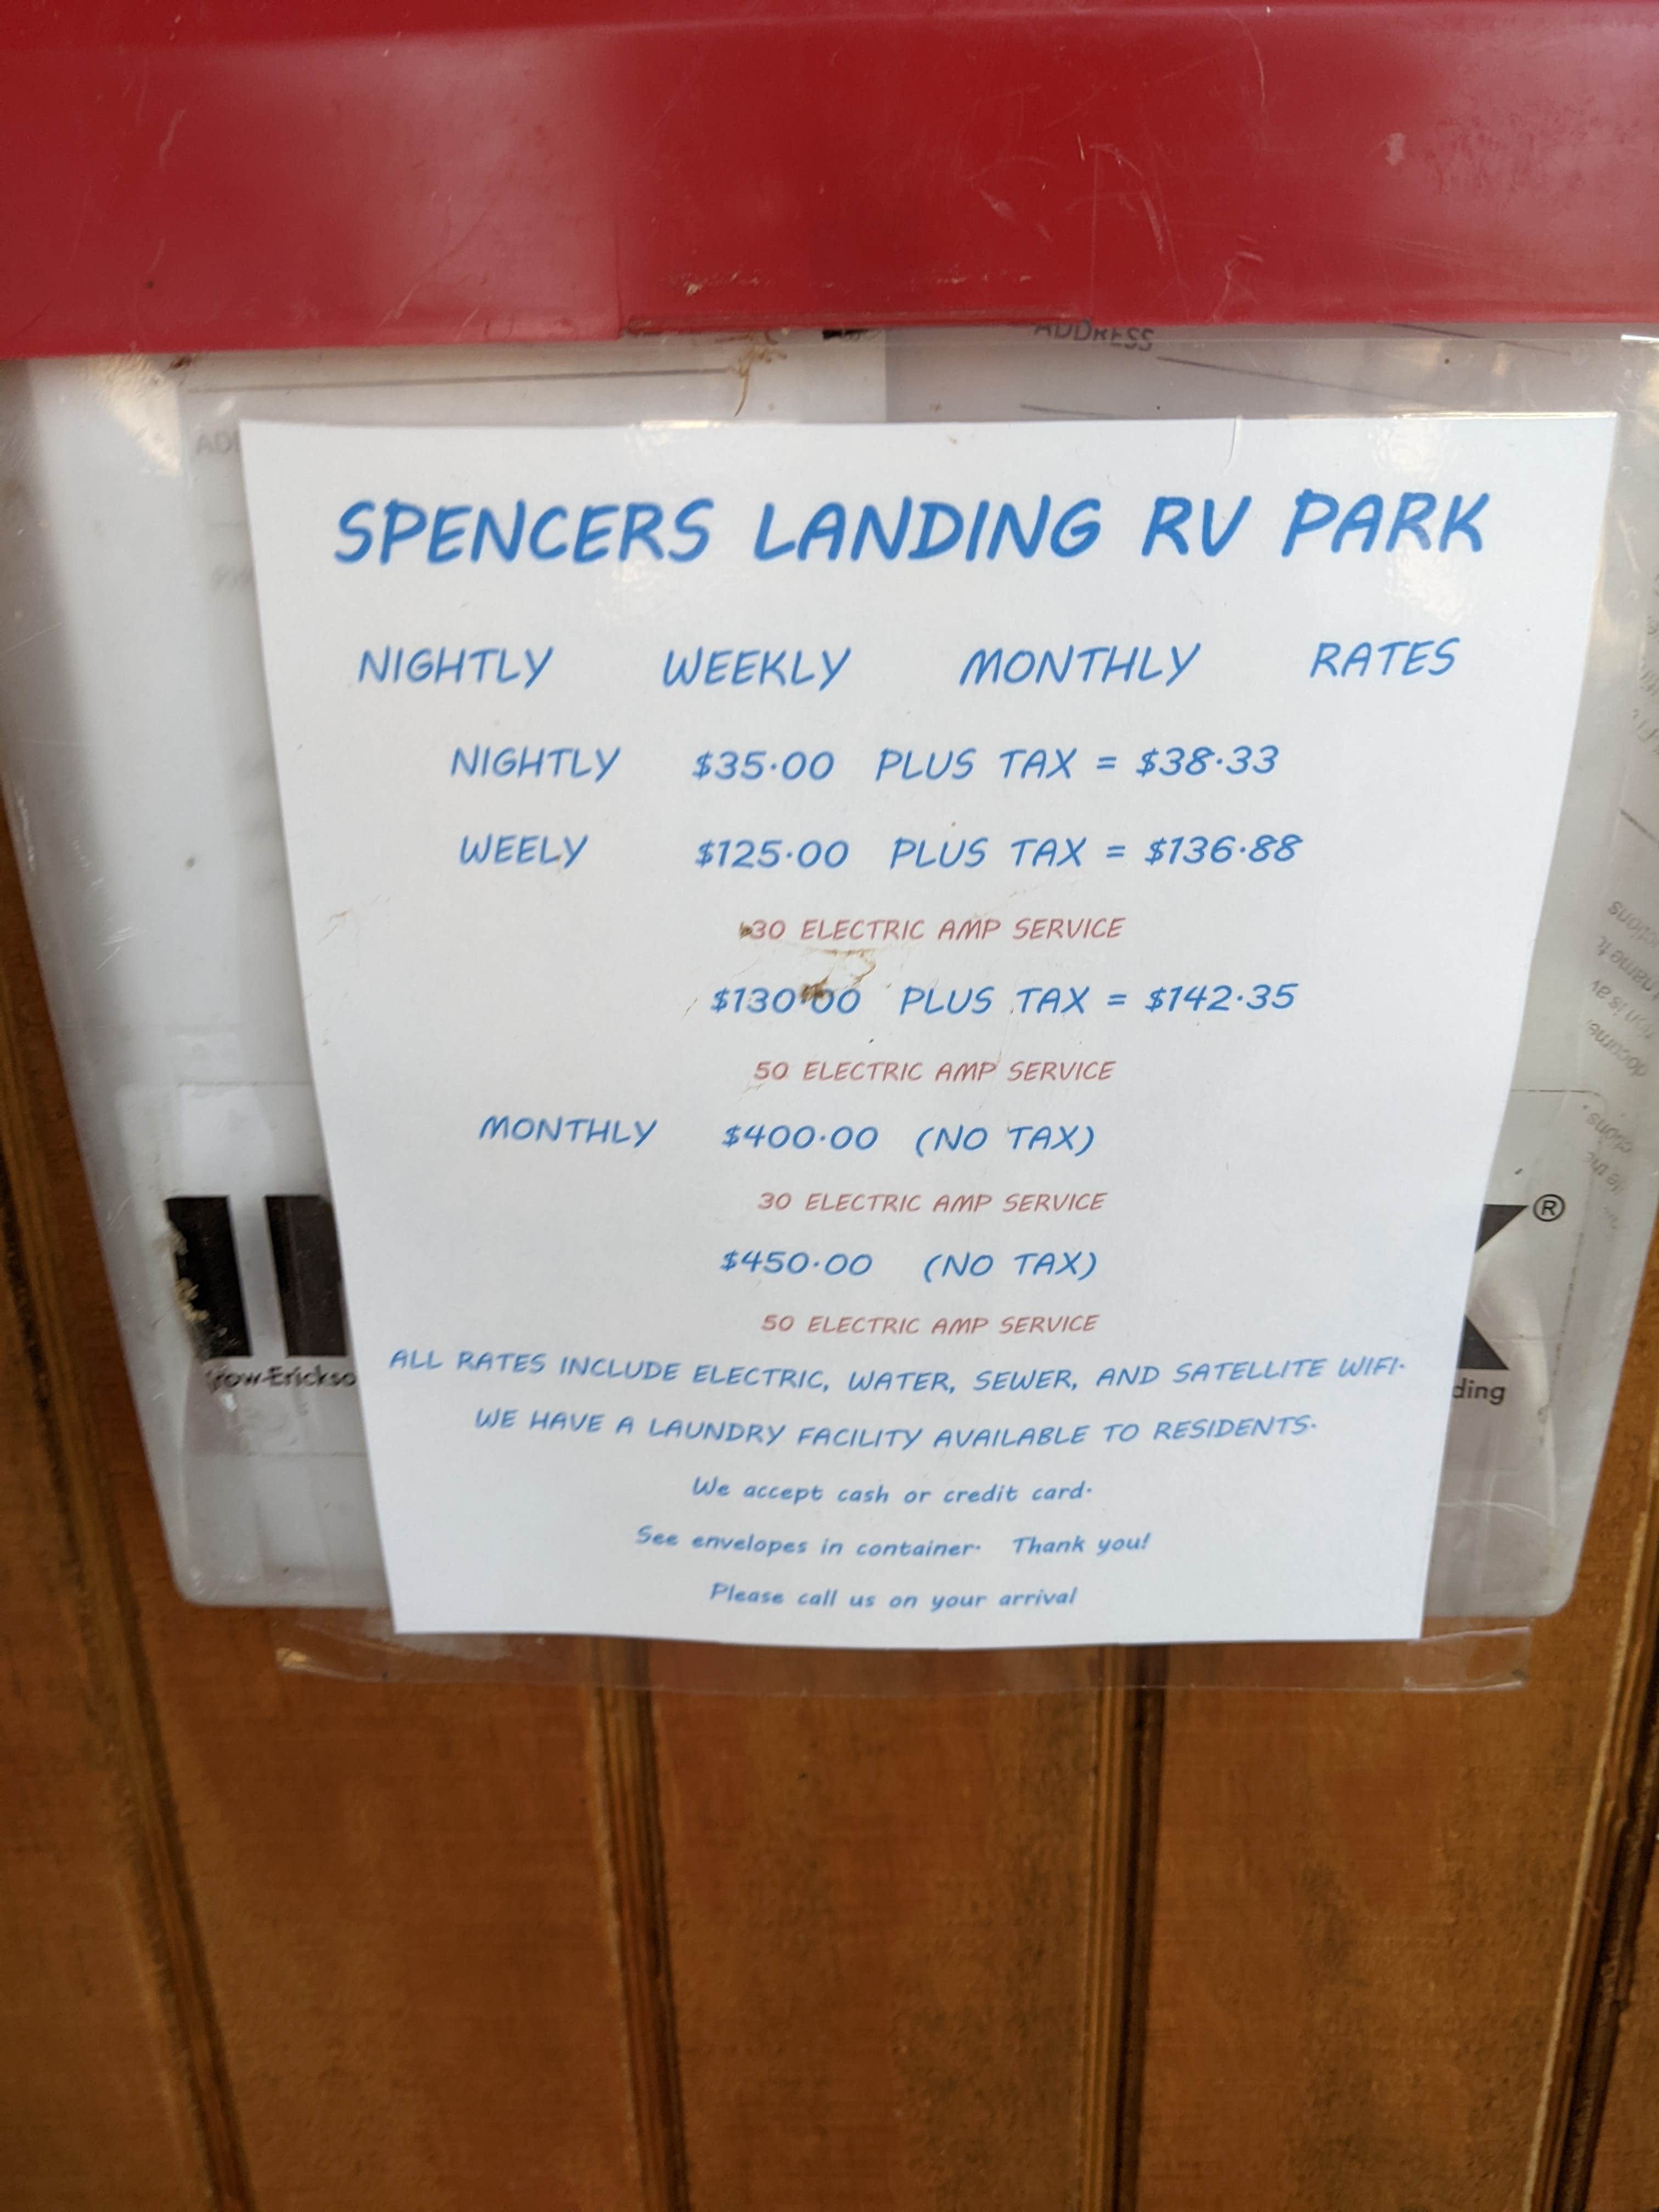 ADDRESS
SPENCERS LANDING RV PARK
NIGHTLY WEEKLY MONTHLY RATES
NIGHTLY $35.00 PLUS TAX = $38.33
WEELY $125.00 PLUS TAX = $136.88
30 ELECTRIC AMP SERVICE
$130.00 PLUS TAX = $142.35
50 ELECTRIC AMP SERVICE
MONTHLY $400.00 (NO TAX)
30 ELECTRIC AMP SERVICE
$450.00 (NO TAX)
50 ELECTRIC AMP SERVICE
ALL RATES INCLUDE ELECTRIC, WATER, SEWER, AND SATELLITE WIFI.
WE HAVE A LAUNDRY FACILITY AVAILABLE TO RESIDENTS.
We accept cash or credit card.
See envelopes in container. Thank you!
Please call us on your arrival
®
ding